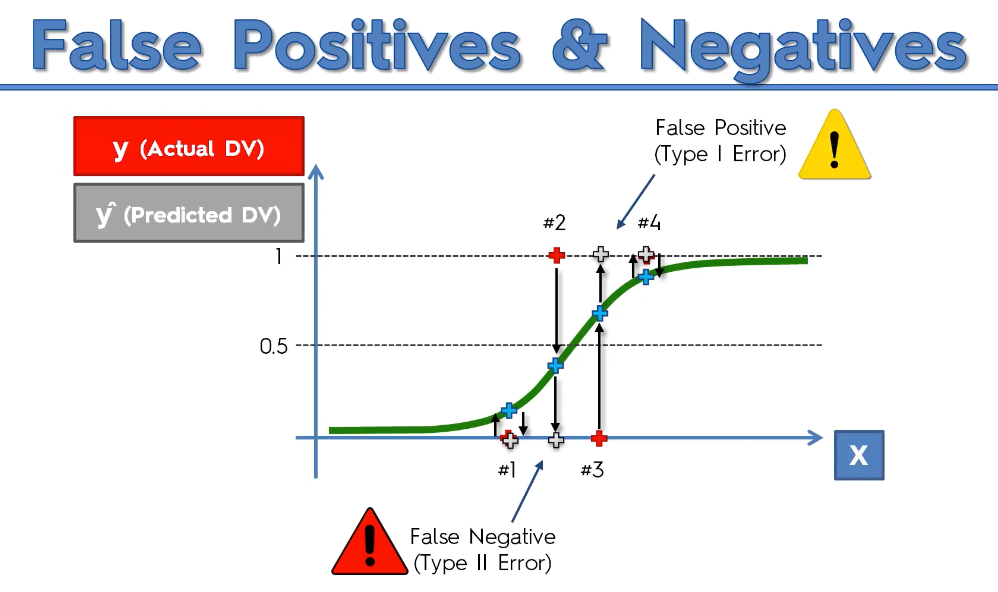 False Positives & Negatives
y (Actual DV)
y^ (Predicted DV)
False Positive
(Type I Error)
!
#2
#4
1
0.5
#1
#3
X
False Negative
(Type II Error)
!